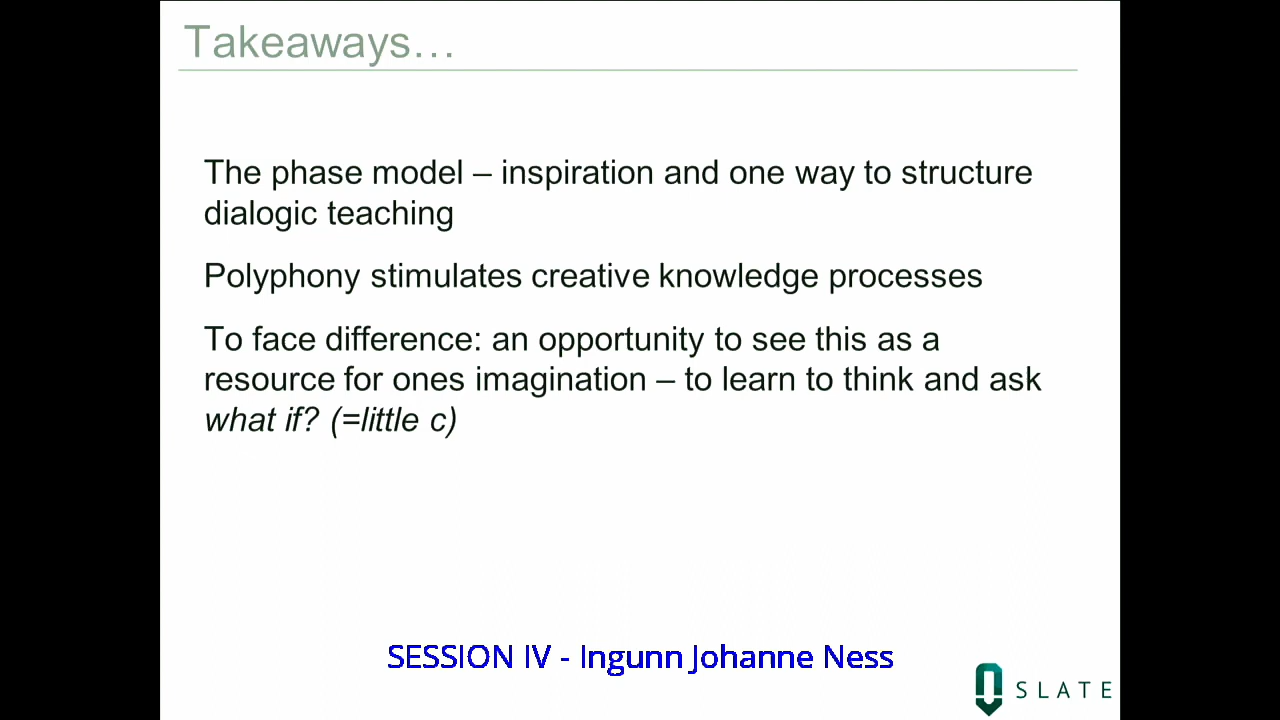 Takeaways…
The phase model – inspiration and one way to structure
dialogic teaching
Polyphony stimulates creative knowledge processes
To face difference: an opportunity to see this as a
resource for ones imagination – to learn to think and ask
what if? (=little c)
SESSION IV - Ingunn Johanne Ness
SLATE